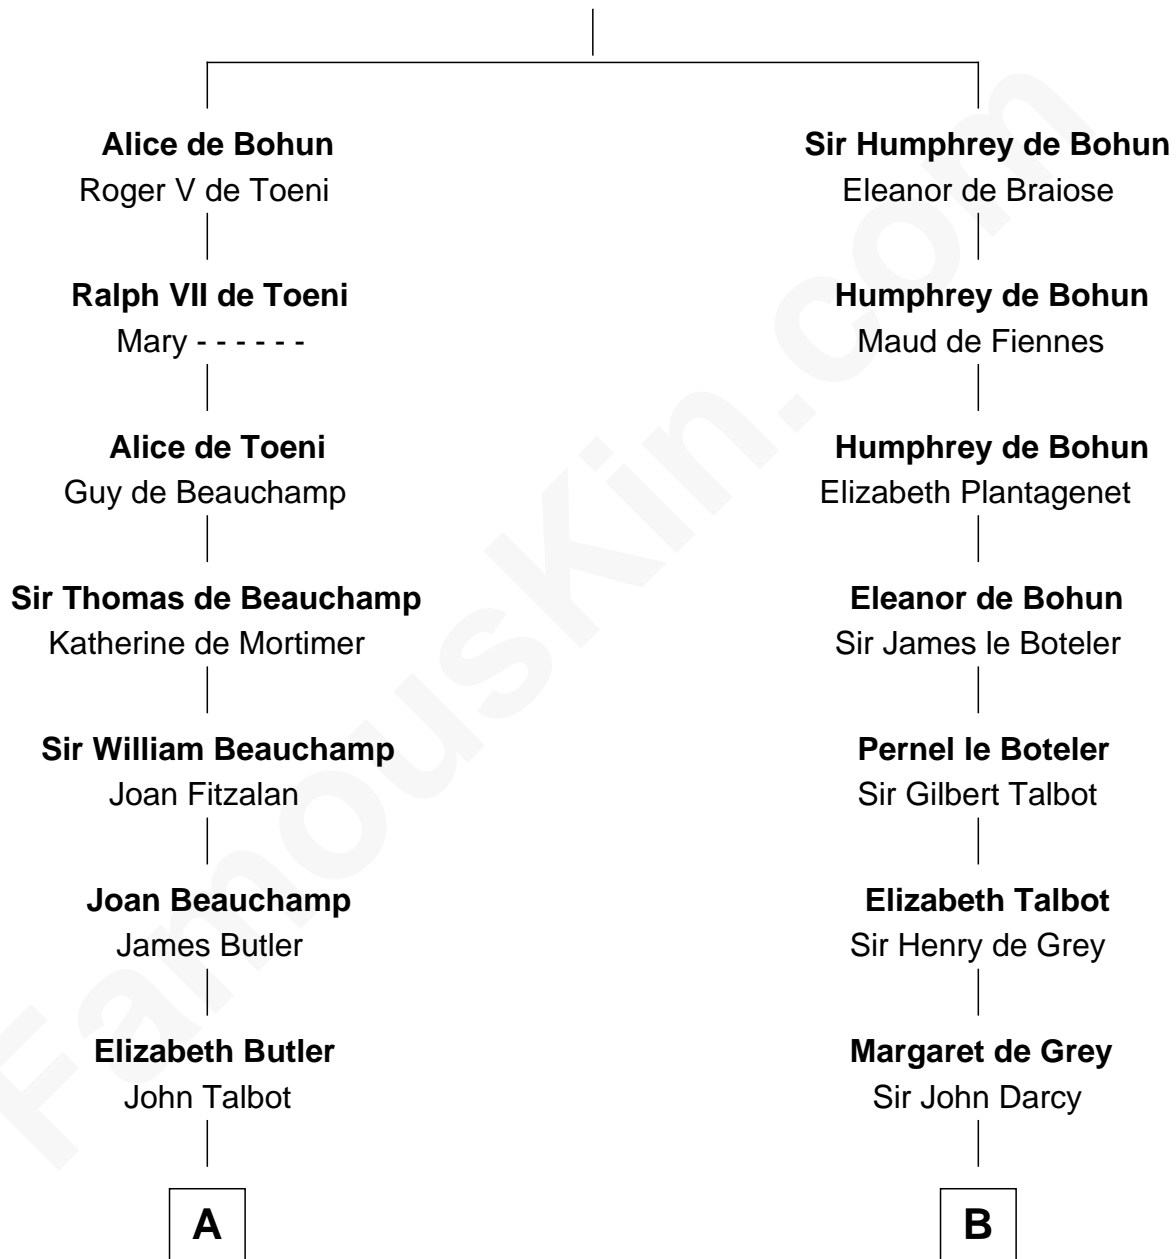 Alice de Bohun
Roger V de Toeni
Ralph VII de Toeni
Mary - - - - - -
Alice de Toeni
Guy de Beauchamp
Sir Thomas de Beauchamp
Katherine de Mortimer
Sir William Beauchamp
Joan Fitzalan
Joan Beauchamp
James Butler
Elizabeth Butler
John Talbot
A
Sir Humphrey de Bohun
Eleanor de Braiose
Humphrey de Bohun
Maud de Fiennes
Humphrey de Bohun
Elizabeth Plantagenet
Eleanor de Bohun
Sir James le Boteler
Pernel le Boteler
Sir Gilbert Talbot
Elizabeth Talbot
Sir Henry de Grey
Margaret de Grey
Sir John Darcy
B
FamousKin.com